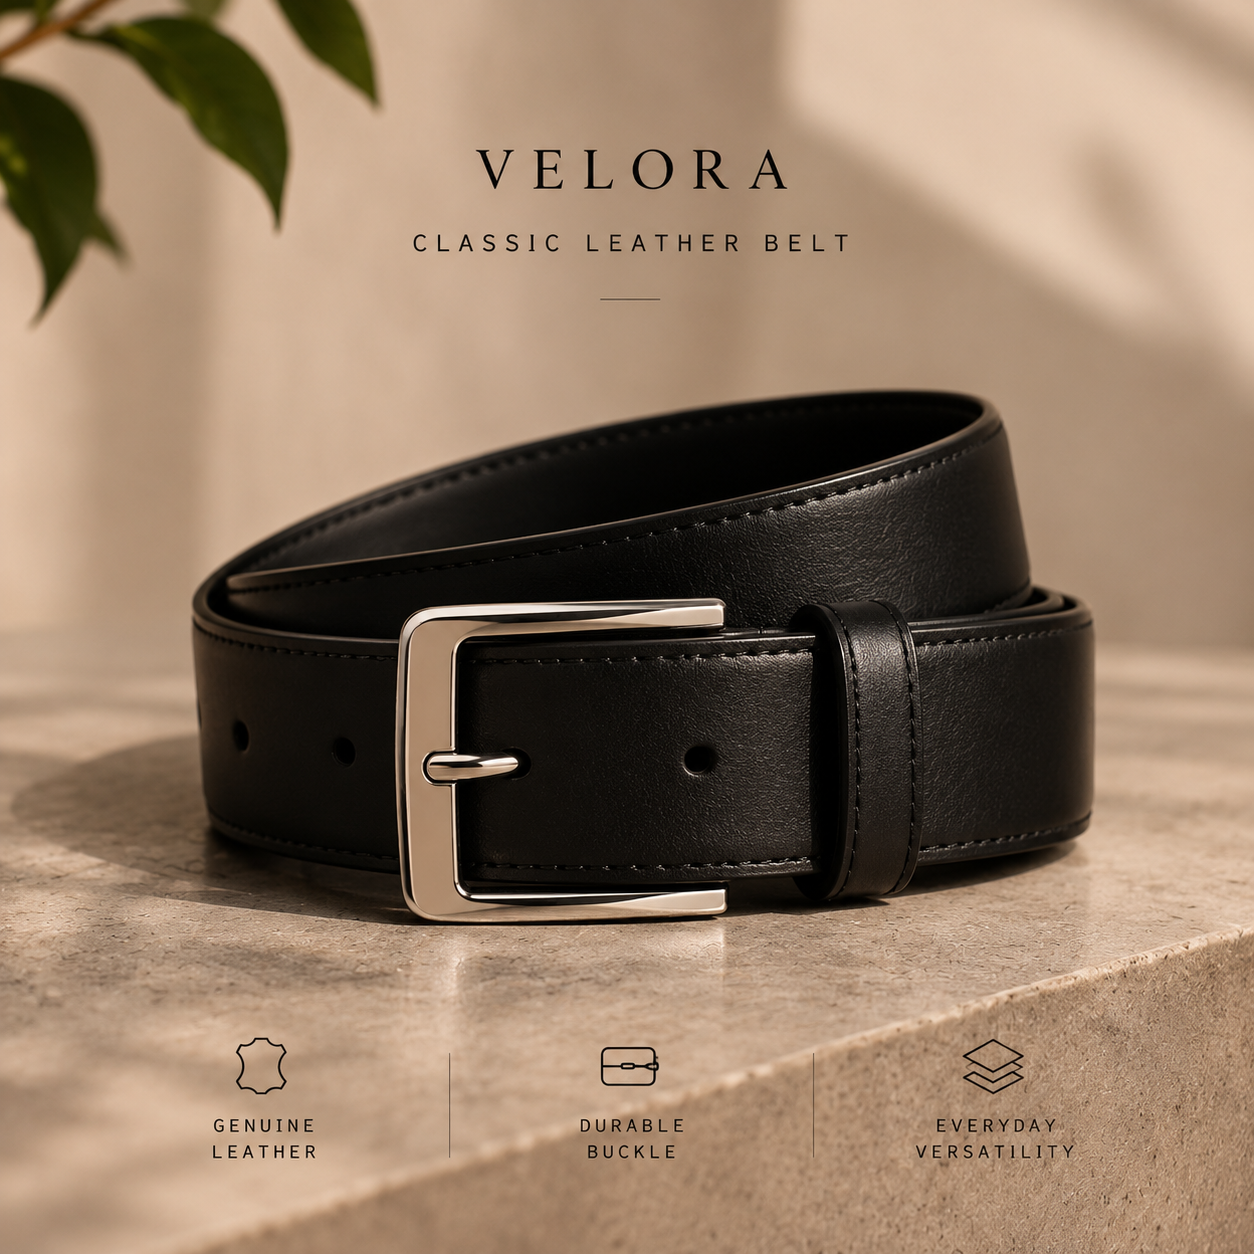 VELORA
CLASSIC LEATHER BELT
GENUINE
LEATHER
DURABLE
BUCKLE
EVERYDAY
VERSATILITY